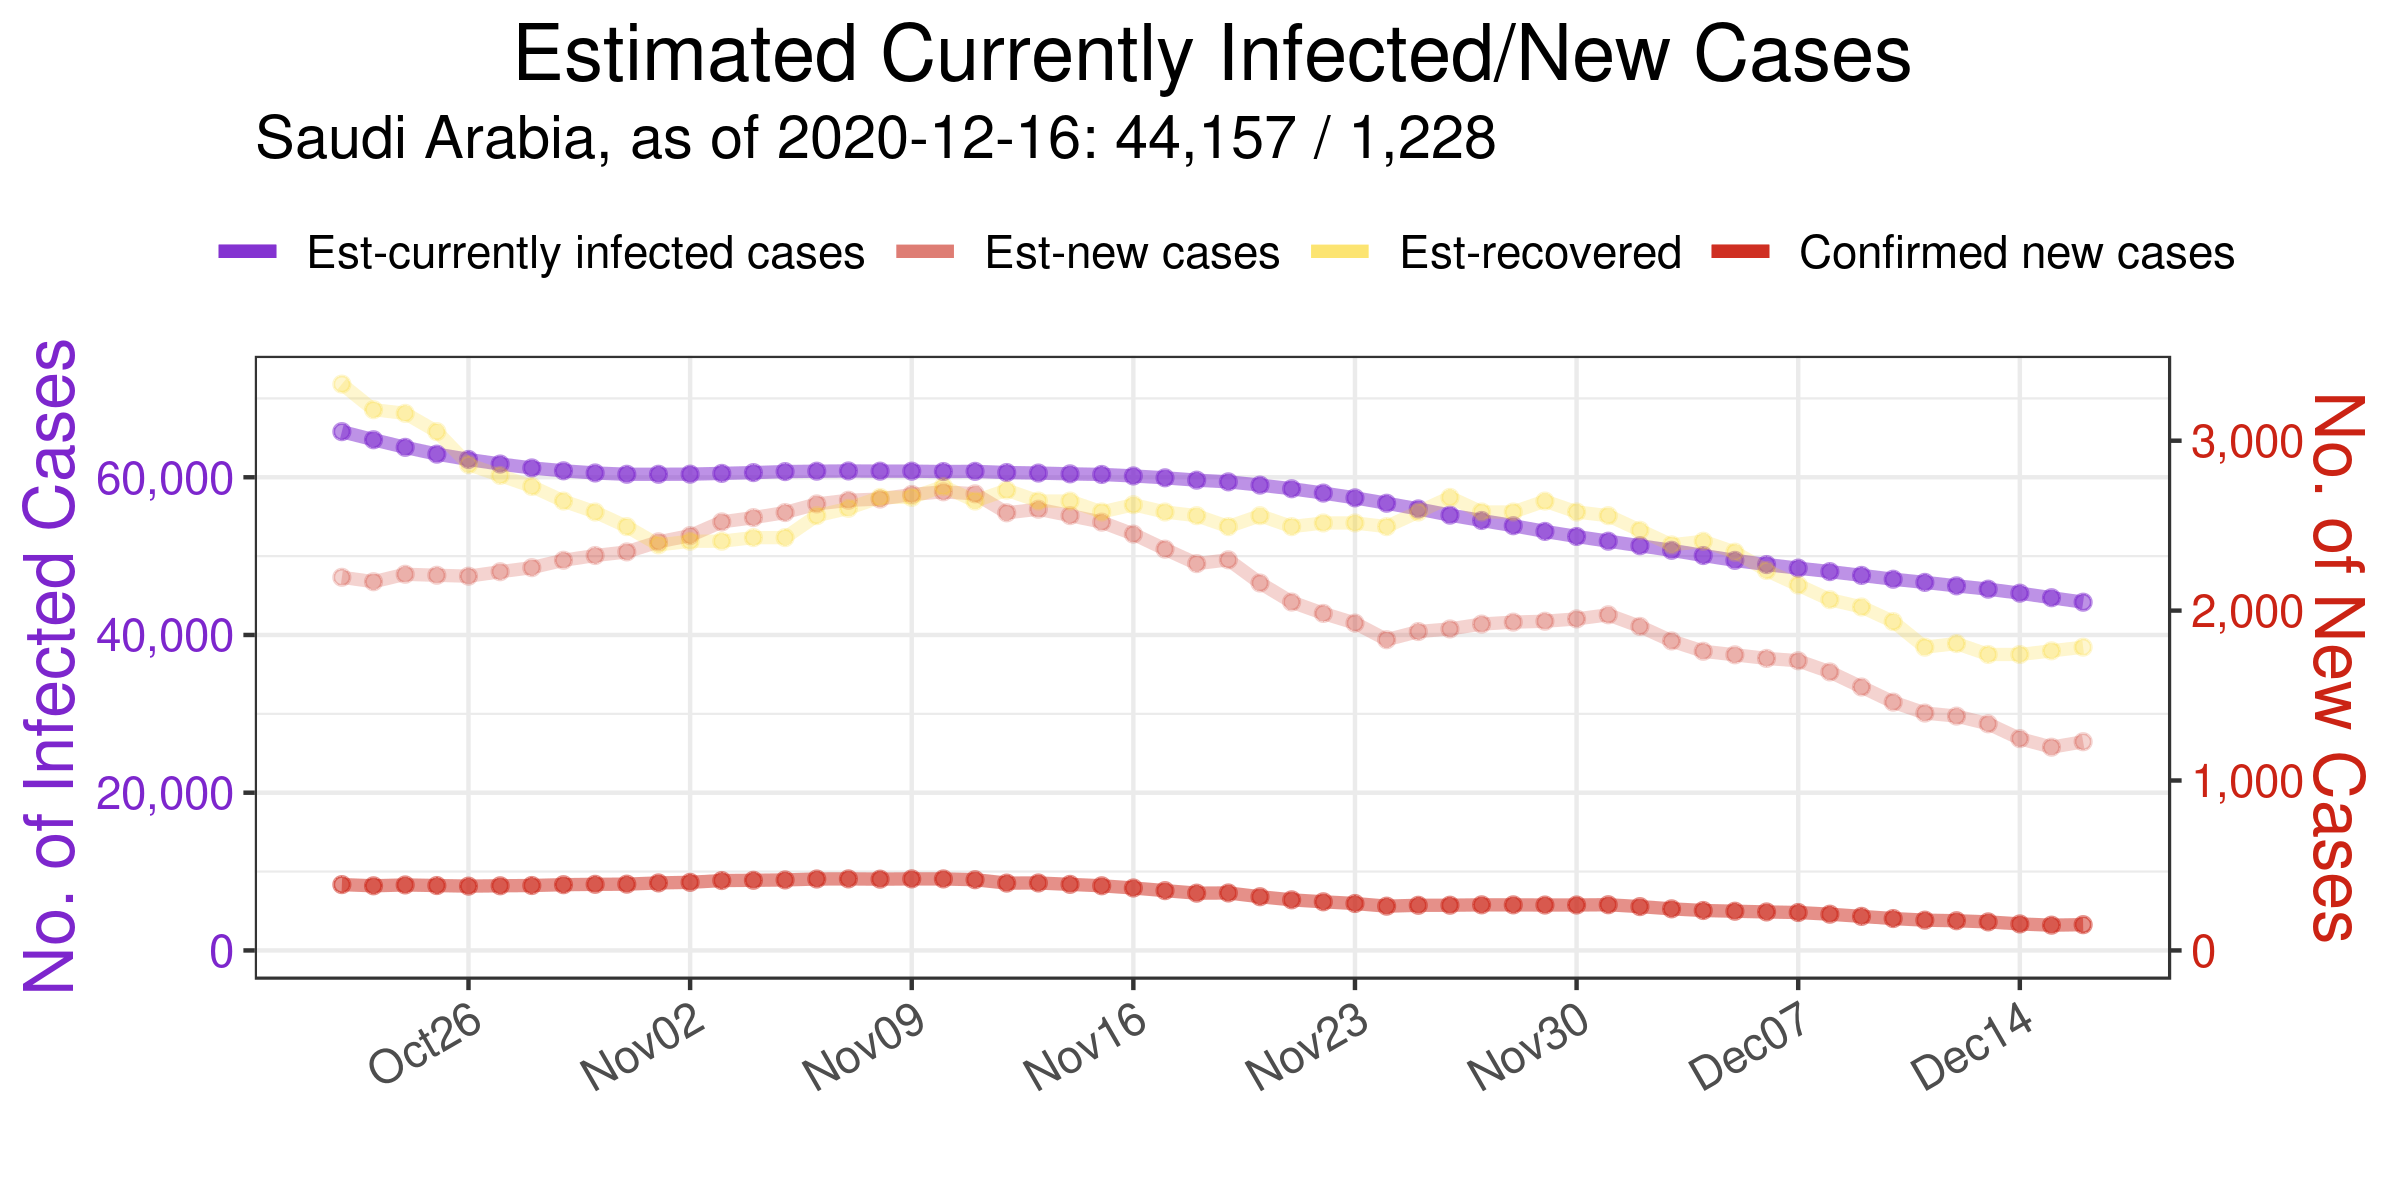 Estimated Currently Infected/New Cases
Saudi Arabia, as of 2020-12-16: 44,157 / 1,228
Est-currently infected cases Est-new cases Est-recovered Confirmed new cases
No. of Infected Cases
60,000
40,000
20,000
0
3,000
2,000
1,000
0
No. of New Cases
Oct26 Nov02 Nov09 Nov16 Nov23 Nov30 Dec07 Dec14